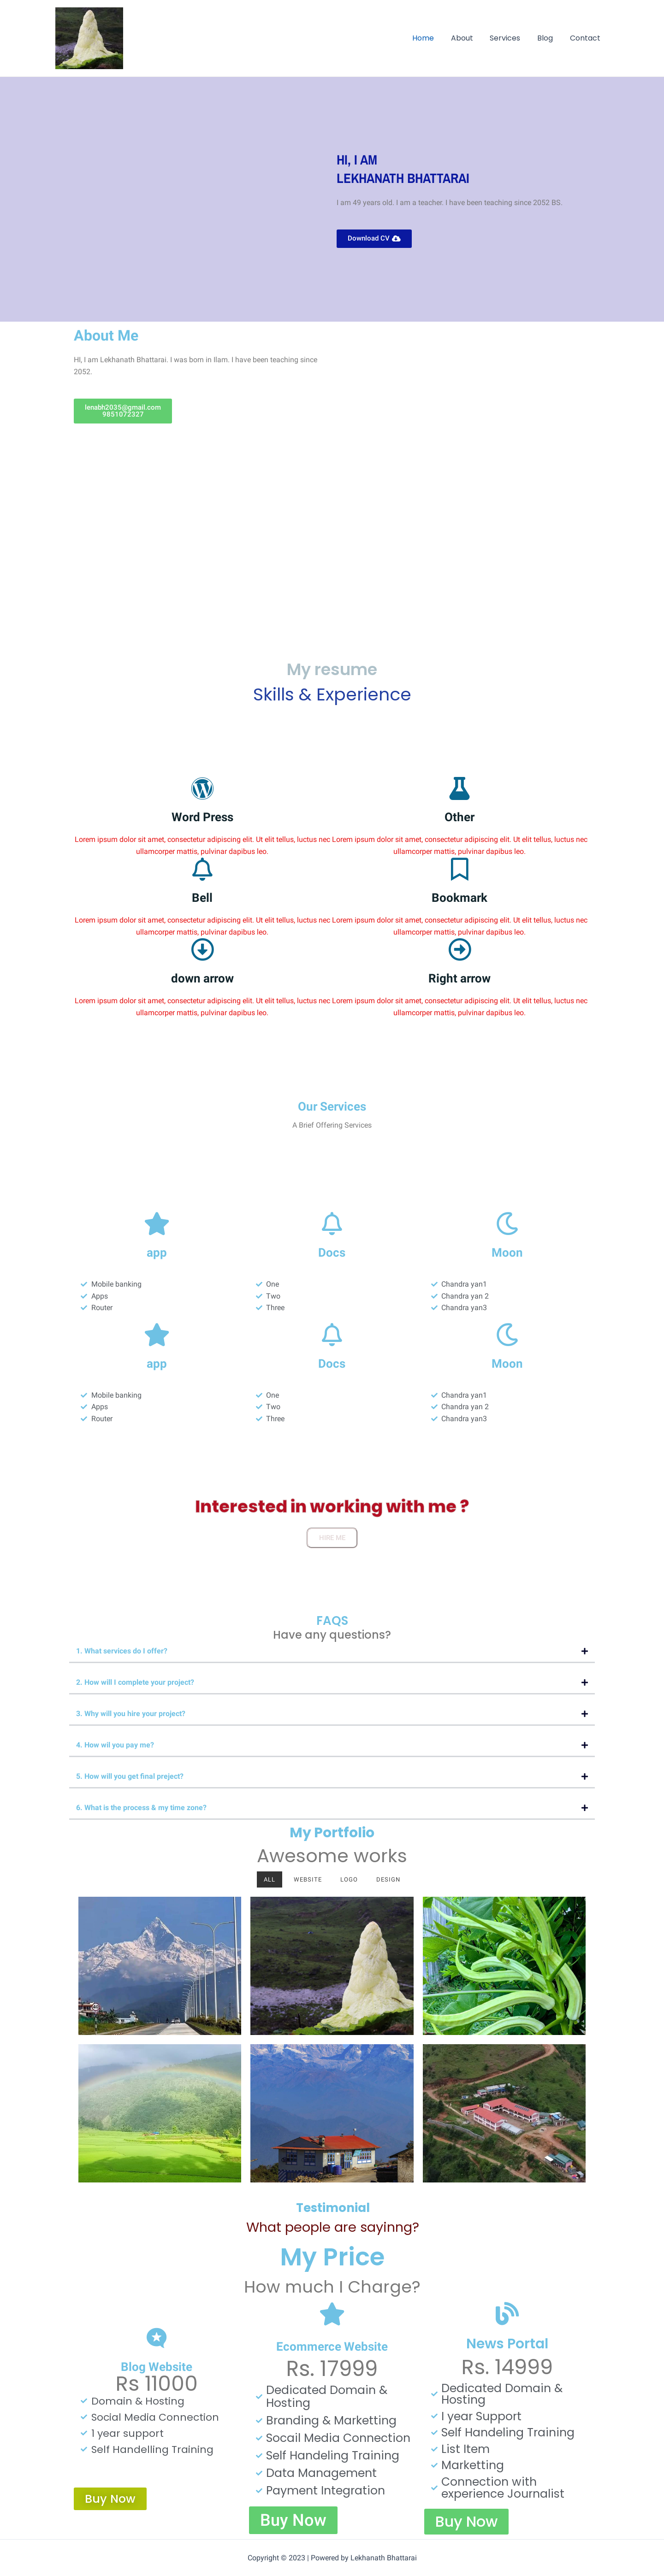 Home About Services Blog Contact
HI, I AM
LEKHANATH BHATTARAI
I am 49 years old. I am a teacher. I have been teaching since 2052 BS.
Download CV
About Me
HI, I am Lekhanath Bhattarai. I was born in Ilam. I have been teaching since
2052.
lenabh2035@gmail.com
9851072327
My resume
Skills & Experience
Word Press
Lorem ipsum dolor sit amet, consectetur adipiscing elit. Ut elit tellus, luctus nec
ullamcorper mattis, pulvinar dapibus leo.
Other
Lorem ipsum dolor sit amet, consectetur adipiscing elit. Ut elit tellus, luctus nec
ullamcorper mattis, pulvinar dapibus leo.
Bell
Lorem ipsum dolor sit amet, consectetur adipiscing elit. Ut elit tellus, luctus nec
ullamcorper mattis, pulvinar dapibus leo.
Bookmark
Lorem ipsum dolor sit amet, consectetur adipiscing elit. Ut elit tellus, luctus nec
ullamcorper mattis, pulvinar dapibus leo.
down arrow
Lorem ipsum dolor sit amet, consectetur adipiscing elit. Ut elit tellus, luctus nec
ullamcorper mattis, pulvinar dapibus leo.
Right arrow
Lorem ipsum dolor sit amet, consectetur adipiscing elit. Ut elit tellus, luctus nec
ullamcorper mattis, pulvinar dapibus leo.
Our Services
A Brief Offering Services
app
Mobile banking
Apps
Router
Docs
One
Two
Three
Moon
Chandra yan1
Chandra yan 2
Chandra yan3
app
Mobile banking
Apps
Router
Docs
One
Two
Three
Moon
Chandra yan1
Chandra yan 2
Chandra yan3
Interested in working with me ?
HIRE ME
FAQS
Have any questions?
1. What services do I offer?
2. How will I complete your project?
3. Why will you hire your project?
4. How wil you pay me?
5. How will you get final preject?
6. What is the process & my time zone?
My Portfolio
Awesome works
ALL WEBSITE LOGO DESIGN
Testimonial
What people are sayinng?
My Price
How much I Charge?
Blog Website
Rs 11000
Domain & Hosting
Social Media Connection
1 year support
Self Handelling Training
Buy Now
Ecommerce Website
Rs. 17999
Dedicated Domain &
Hosting
Branding & Marketting
Socail Media Connection
Self Handeling Training
Data Management
Payment Integration
Buy Now
News Portal
Rs. 14999
Dedicated Domain &
Hosting
I year Support
Self Handeling Training
List Item
Marketting
Connection with
experience Journalist
Buy Now
Copyright © 2023 | Powered by Lekhanath Bhattarai